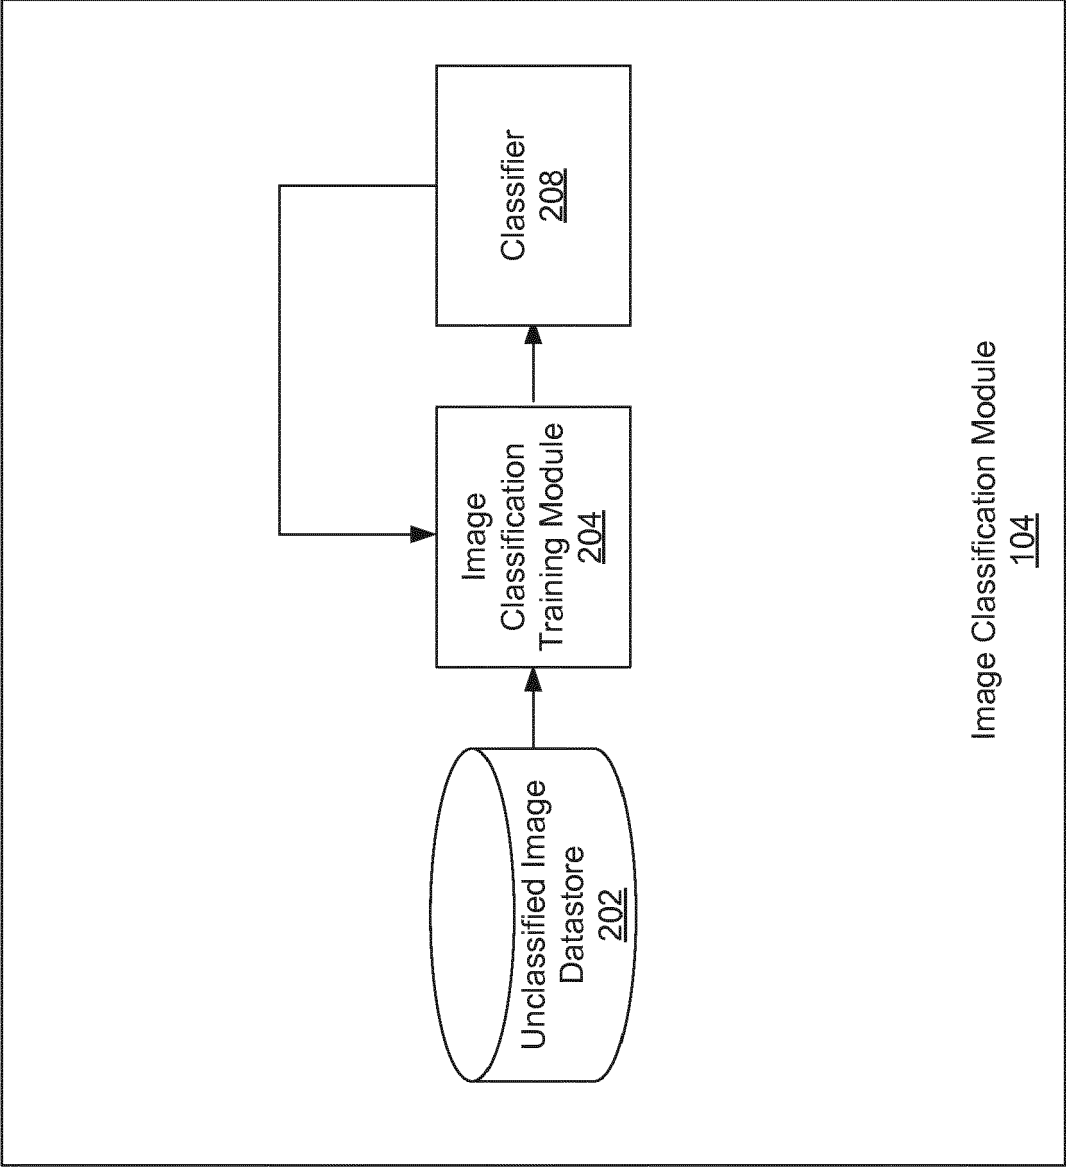 Unclassified Image
Datastore
202
Image
Classification
Training Module
204
Classifier
208
Image Classification Module
104